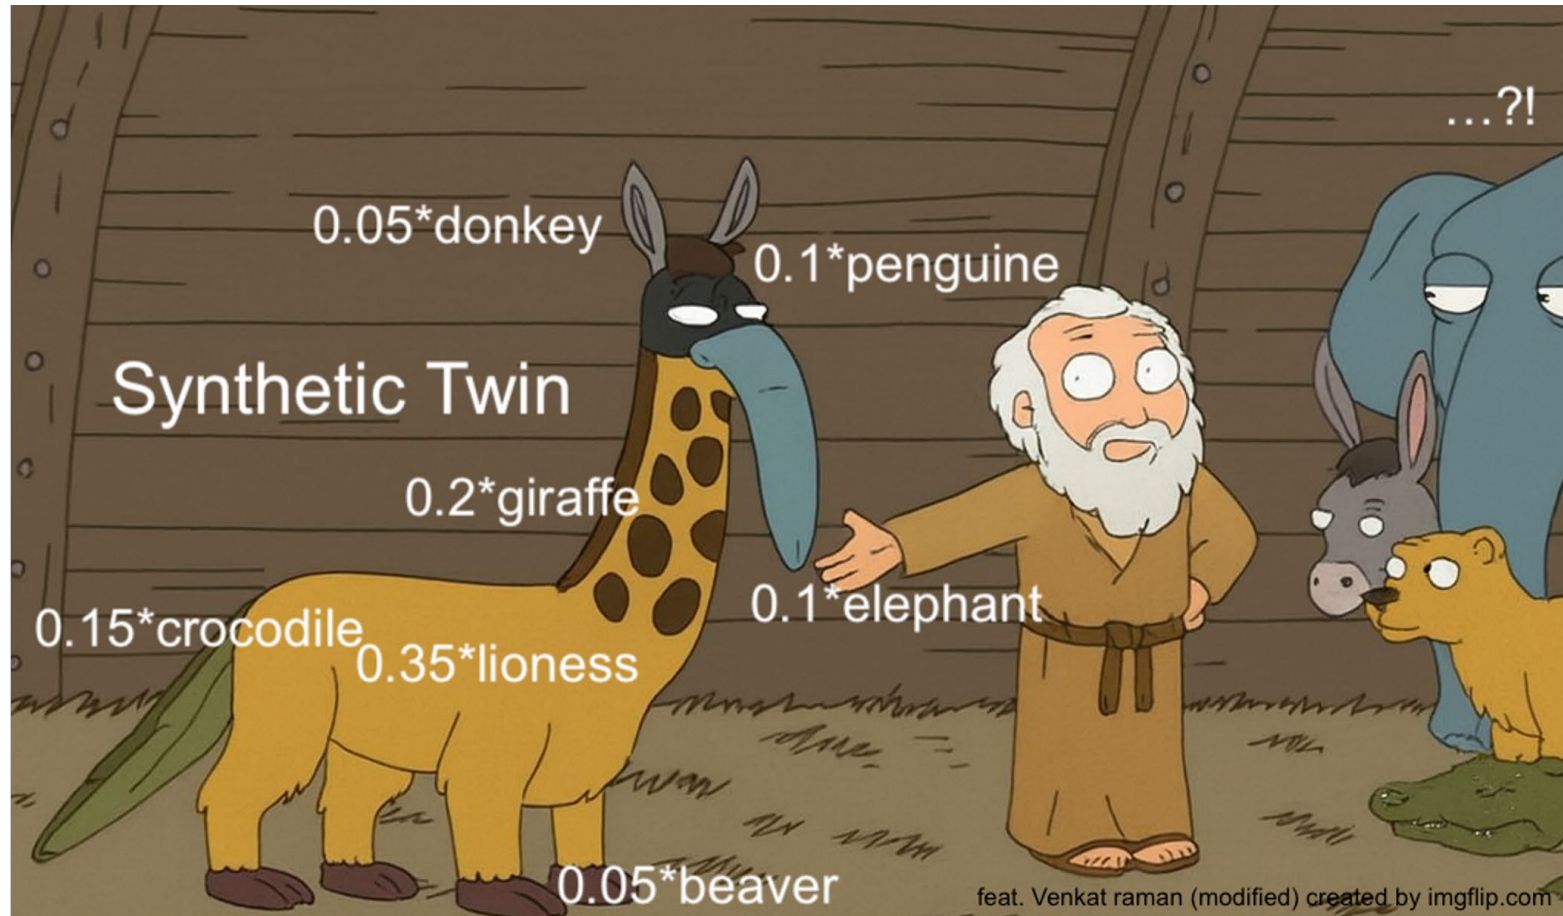 ...?!
0.05*donkey
0.1*penguine
Synthetic Twin
0.2*giraffe
0.1*elephant
0.15*crocodile
0.35*lioness
0.05*beaver
feat. Venkat raman (modified) created by imgflip.com